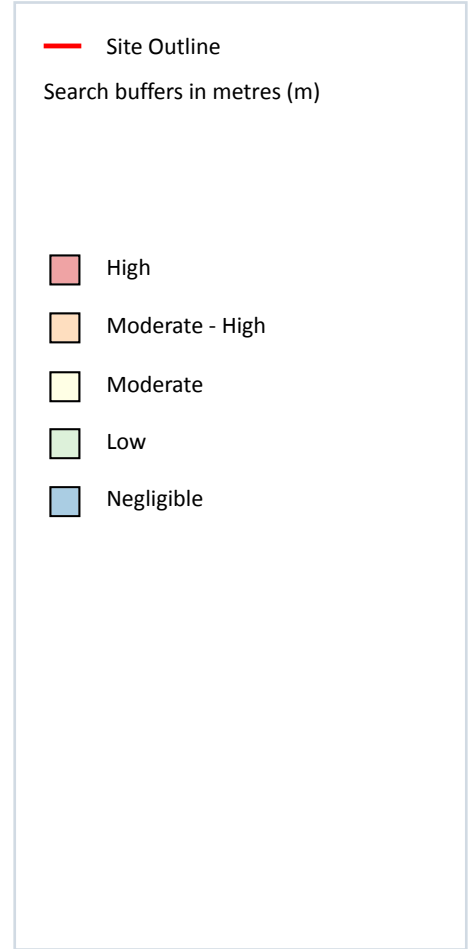 Site Outline
Search buffers in metres (m)
High
Moderate - High
Moderate
Low
Negligible